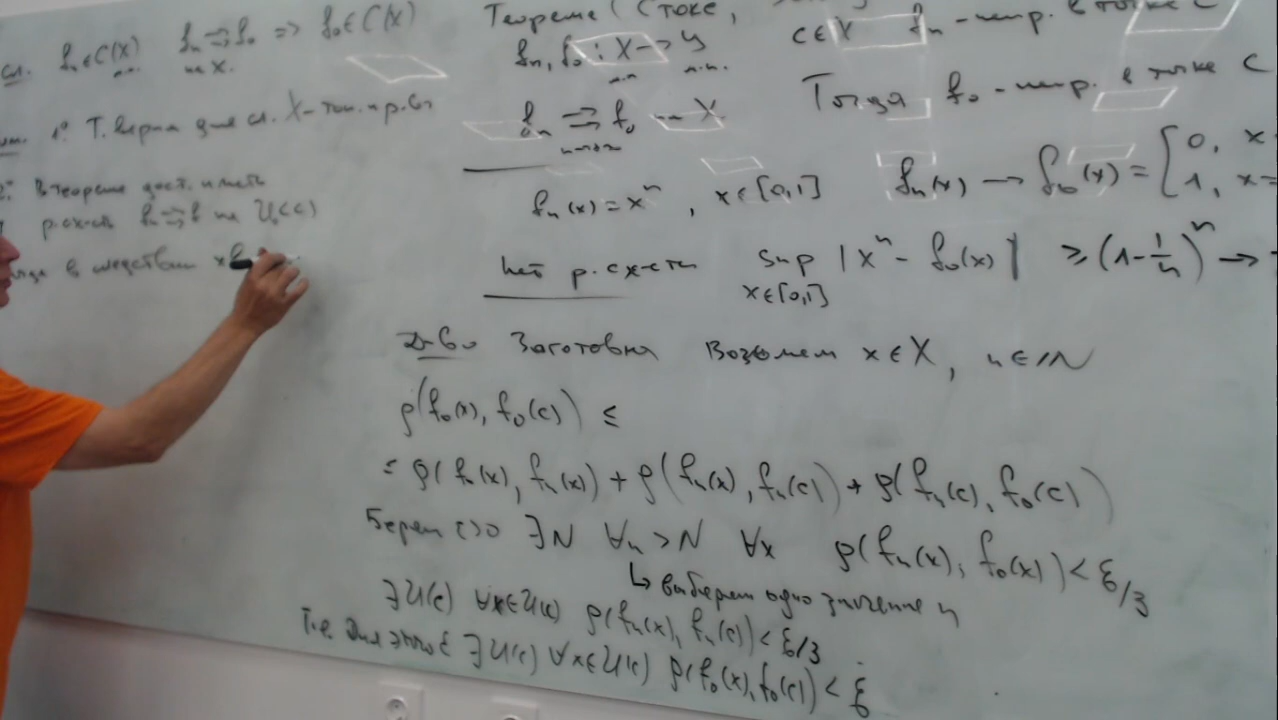 сл. fₙ∈C(X) fₙ ⇉ f₀ ⇒ f₀∈C(X)
на X.
1° Т. верна для сл. X – топ. пр-во
2° В теореме дост. иметь
р. сх-сть fₙ ⇉ f на U(c)
в следствии
Теорема (Стокс,
fₙ, f₀ : X → Y c∈X fₙ – непр. в точке c
м.п. м.п.
fₙ ⇉ f₀ на X. Тогда f₀ – непр. в точке c
n→+∞
fₙ(x) = xⁿ, x∈[0,1] fₙ(x) → f₀(x) = [ 0, x
1, x=
нет р. сх-сти sup |xⁿ - f₀(x)| ≥ (1 - 1/n)ⁿ →
x∈[0,1]
Д-во Заготовка Возьмем x∈X, n∈ℕ
ρ(f₀(x), f₀(c)) ≤
≤ ρ(f₀(x), fₙ(x)) + ρ(fₙ(x), fₙ(c)) + ρ(fₙ(c), f₀(c))
Берем ε>0 ∃N ∀n>N ∀x ρ(fₙ(x), f₀(x)) < ε/3
↳ выберем одно значение n
∃U(c) ∀x∈U(c) ρ(fₙ(x), fₙ(c)) < ε/3
Т.е. для этого ε ∃U(c) ∀x∈U(c) ρ(f₀(x), f₀(c)) < ε